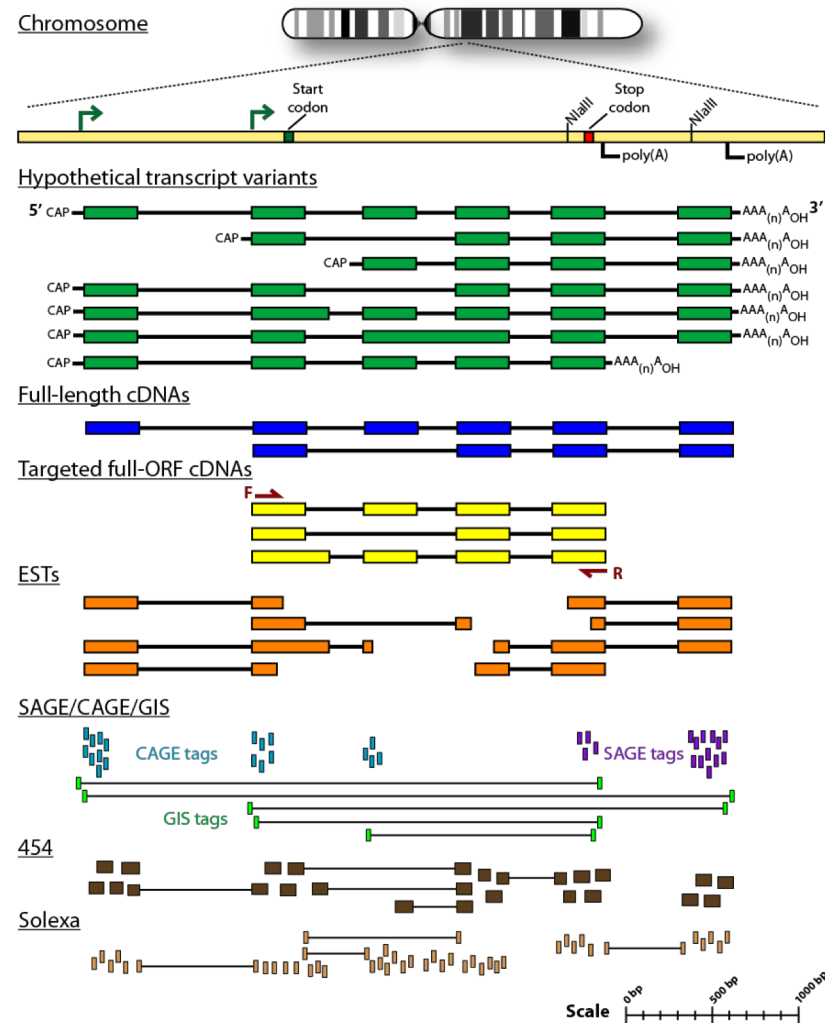 Chromosome
Start
codon
NlaIII
Stop
codon
NlaIII
poly(A)
poly(A)
Hypothetical transcript variants
5′ CAP AAA(n)AOH 3′
CAP AAA(n)AOH
CAP AAA(n)AOH
CAP AAA(n)AOH
CAP AAA(n)AOH
CAP AAA(n)AOH
CAP AAA(n)AOH
Full-length cDNAs
Targeted full-ORF cDNAs
F
R
ESTs
SAGE/CAGE/GIS
CAGE tags
SAGE tags
GIS tags
454
Solexa
Scale
0 bp
500 bp
1000 bp